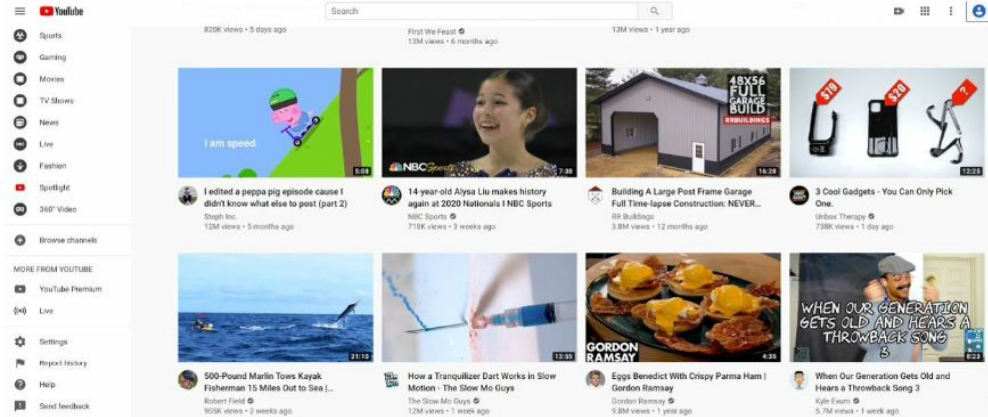 YouTube
Search
Sports
Gaming
Movies
TV Shows
News
Live
Fashion
Spotlight
360° Video
Browse channels
MORE FROM YOUTUBE
YouTube Premium
Live
Settings
Report history
Help
Send feedback
820K views • 5 days ago
First We Feast
13M views • 6 months ago
13M views • 1 year ago
I am speed
5:08
I edited a peppa pig episode cause I
didn't know what else to post (part 2)
Steph Inc.
12M views • 5 months ago
NBC Sports
7:38
14-year-old Alysa Liu makes history
again at 2020 Nationals I NBC Sports
NBC Sports
718K views • 3 weeks ago
48X56
FULL
GARAGE
BUILD
RRBUILDINGS
16:28
Building A Large Post Frame Garage
Full Time-lapse Construction: NEVER...
RR Buildings
3.8M views • 12 months ago
$79
$20
?
12:25
3 Cool Gadgets - You Can Only Pick
One.
Unbox Therapy
738K views • 1 day ago
31:10
500-Pound Marlin Tows Kayak
Fisherman 15 Miles Out to Sea |...
Robert Field
905K views • 2 weeks ago
13:55
How a Tranquilizer Dart Works in Slow
Motion - The Slow Mo Guys
The Slow Mo Guys
12M views • 1 week ago
GORDON
RAMSAY
4:35
Eggs Benedict With Crispy Parma Ham |
Gordon Ramsay
Gordon Ramsay
9.8M views • 1 year ago
WHEN OUR GENERATION
GETS OLD AND HEARS A
THROWBACK SONG
3
8:23
When Our Generation Gets Old and
Hears a Throwback Song 3
Kyle Exum
5.7M views • 1 week ago